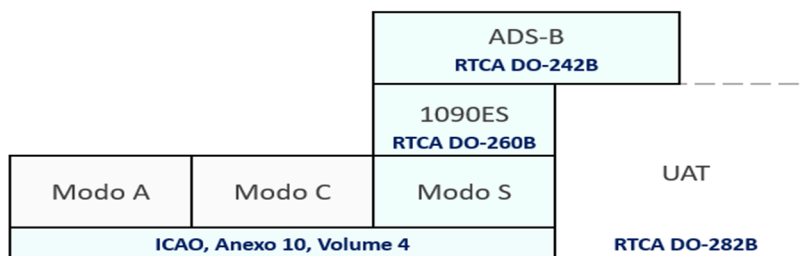 ADS-B
RTCA DO-242B
1090ES
RTCA DO-260B
UAT
Modo A
Modo C
Modo S
ICAO, Anexo 10, Volume 4
RTCA DO-282B